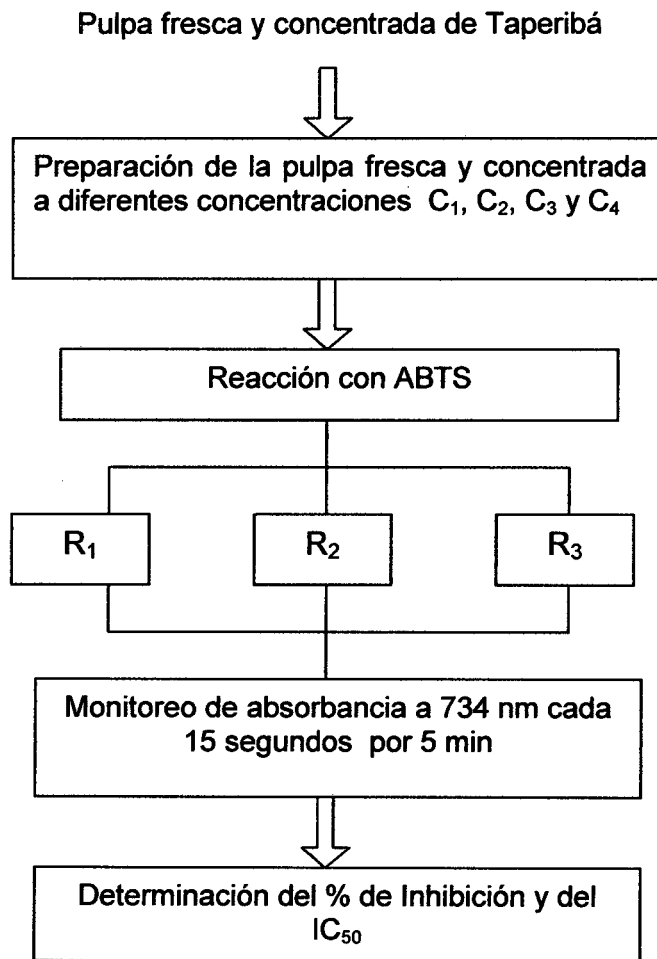 Pulpa fresca y concentrada de Taperibá
Preparación de la pulpa fresca y concentrada
a diferentes concentraciones C₁, C₂, C₃ y C₄
Reacción con ABTS
R₁ R₂ R₃
Monitoreo de absorbancia a 734 nm cada
15 segundos por 5 min
Determinación del % de Inhibición y del
IC₅₀